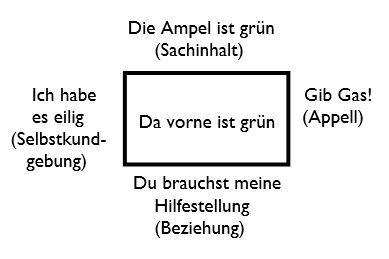 Die Ampel ist grün
(Sachinhalt)
Ich habe
es eilig
(Selbstkund-
gebung)
Da vorne ist grün
Gib Gas!
(Appell)
Du brauchst meine
Hilfestellung
(Beziehung)